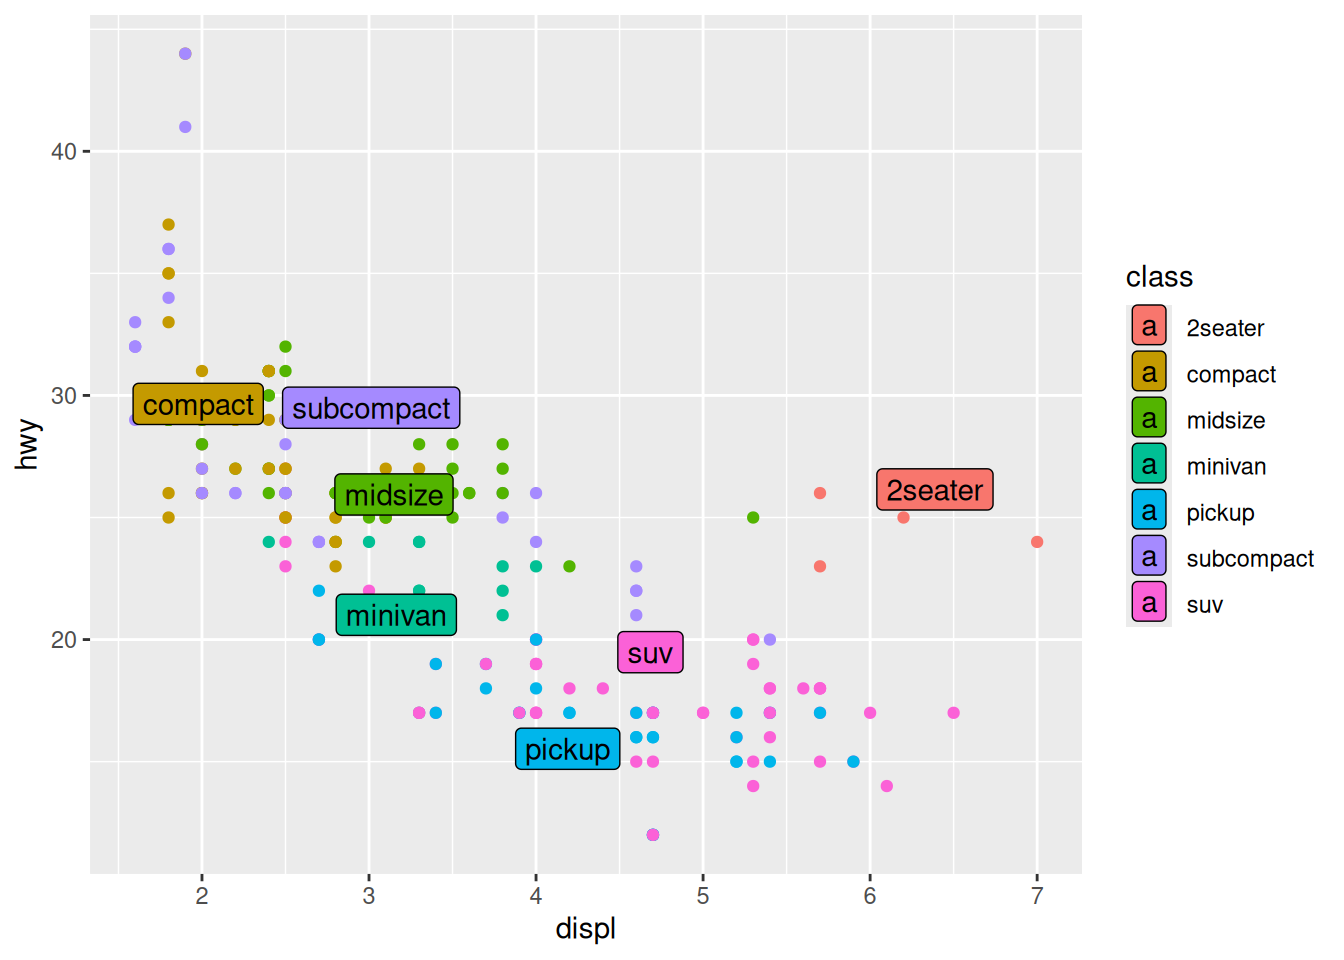 40
30
20
hwy
compact
subcompact
midsize
2seater
minivan
suv
pickup
2 3 4 5 6 7
displ
class
a 2seater
a compact
a midsize
a minivan
a pickup
a subcompact
a suv